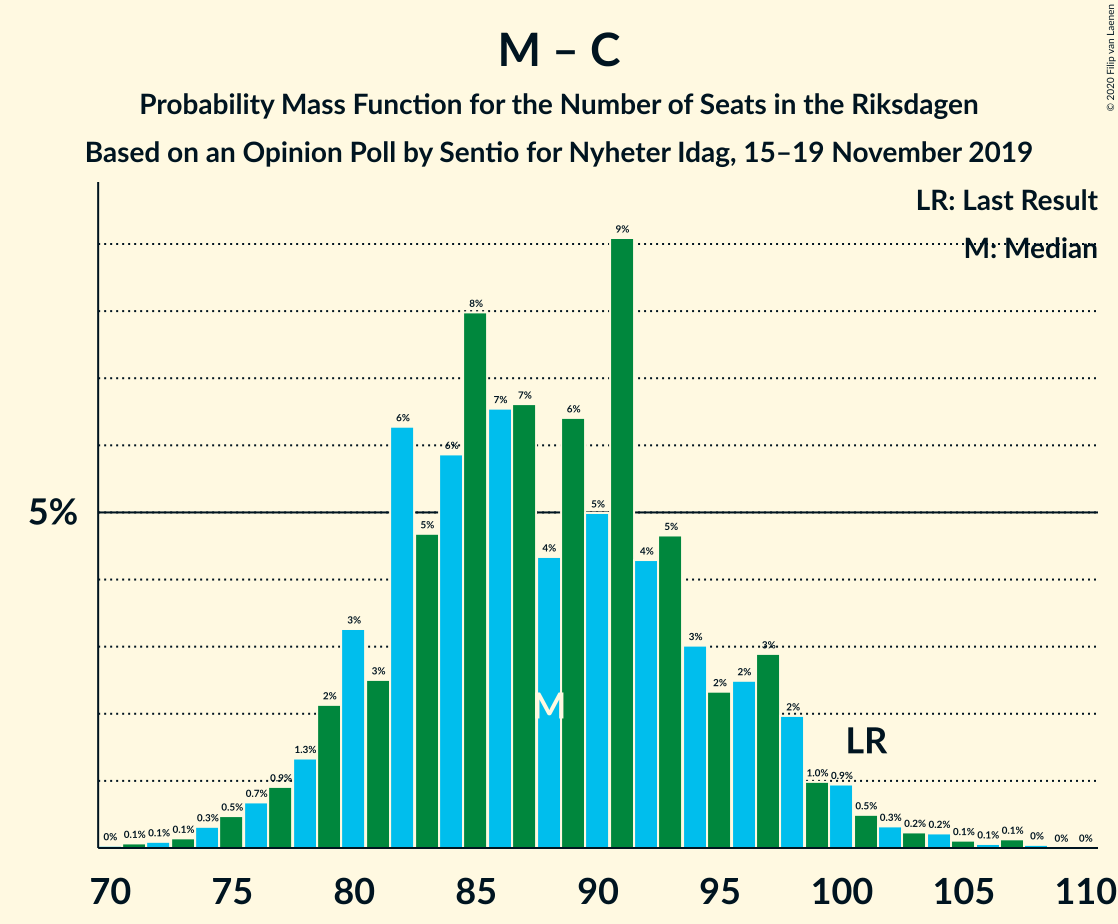 M – C
Probability Mass Function for the Number of Seats in the Riksdagen
Based on an Opinion Poll by Sentio for Nyheter Idag, 15–19 November 2019
© 2020 Filip van Laenen
LR: Last Result
M: Median
5%
0% 0.1% 0.1% 0.1% 0.3% 0.5% 0.7% 0.9% 1.3% 2% 3% 3% 6% 5% 6% 8% 7% 7% 4% 6% 5% 9% 4% 5% 3% 2% 2% 3% 2% 1.0% 0.9% 0.5% 0.3% 0.2% 0.2% 0.1% 0.1% 0.1% 0% 0% 0%
M
LR
70 75 80 85 90 95 100 105 110